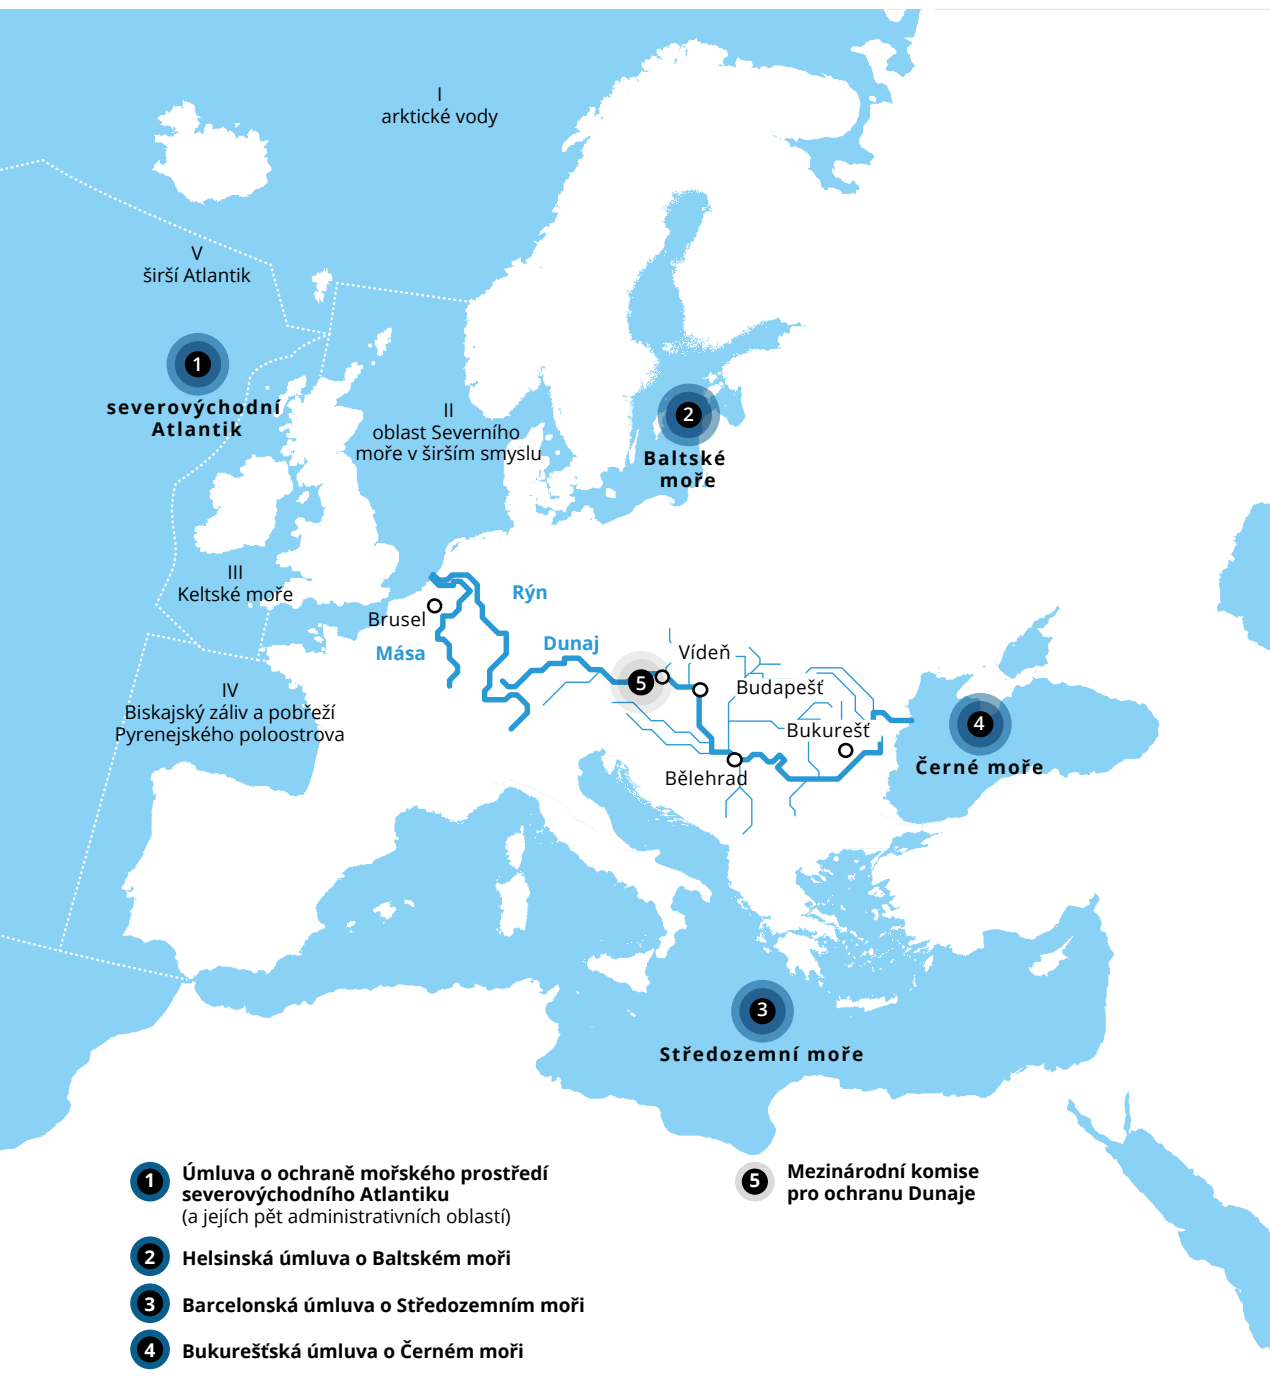 I
arktické vody
V
širší Atlantik
1
severovýchodní
Atlantik
II
oblast Severního
moře v širším smyslu
2
Baltské
moře
III
Keltské moře
Rýn
Brusel
Mása
Dunaj
Vídeň
5
Budapešť
IV
Biskajský záliv a pobřeží
Pyrenejského poloostrova
Bukurešť
4
Černé moře
Bělehrad
3
Středozemní moře
1 Úmluva o ochraně mořského prostředí
severovýchodního Atlantiku
(a jejích pět administrativních oblastí)
2 Helsinská úmluva o Baltském moři
3 Barcelonská úmluva o Středozemním moři
4 Bukurešťská úmluva o Černém moři
5 Mezinárodní komise
pro ochranu Dunaje